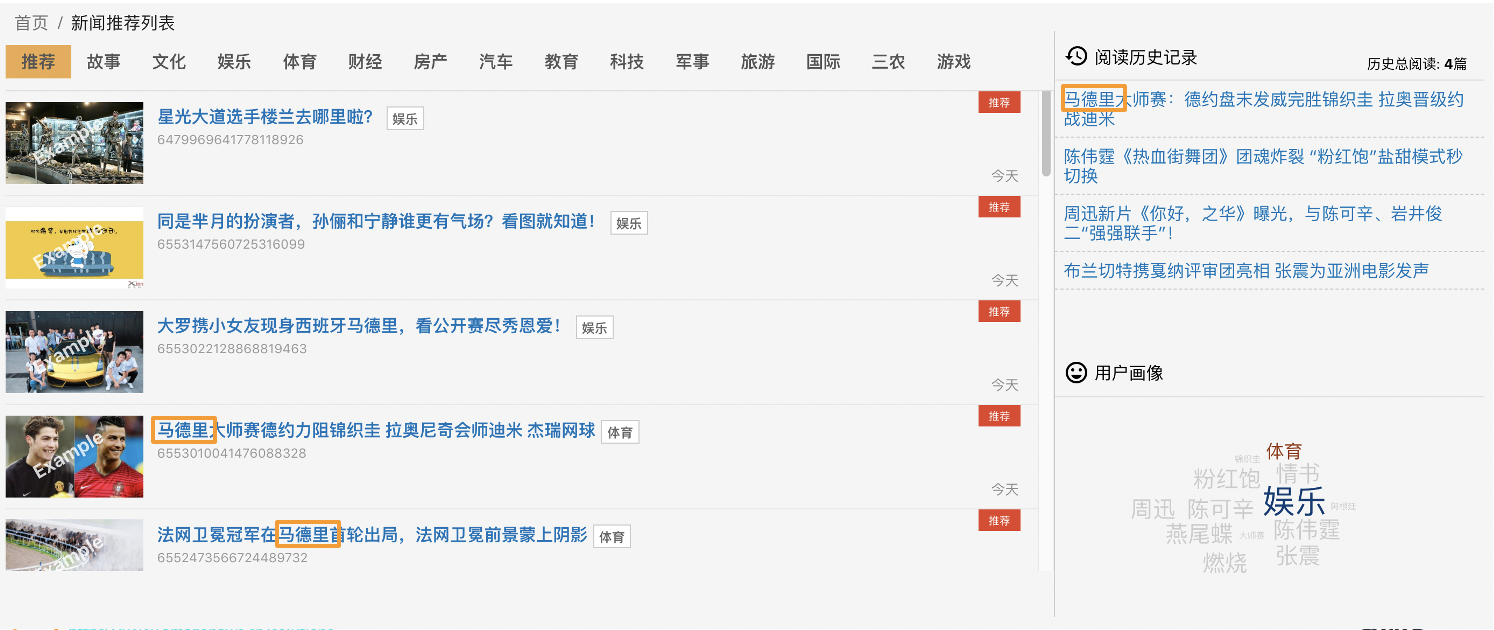 首页 / 新闻推荐列表
推荐 故事 文化 娱乐 体育 财经 房产 汽车 教育 科技 军事 旅游 国际 三农 游戏
星光大道选手楼兰去哪里啦? 娱乐
6479969641778118926
推荐
今天
Example
同是芈月的扮演者，孙俪和宁静谁更有气场？看图就知道！ 娱乐
6553147560725316099
推荐
今天
Example
大罗携小女友现身西班牙马德里，看公开赛尽秀恩爱！ 娱乐
6553022128868819463
推荐
今天
Example
马德里大师赛德约力阻锦织圭 拉奥尼奇会师迪米 杰瑞网球 体育
6553010041476088328
推荐
今天
Example
法网卫冕冠军在马德里首轮出局，法网卫冕前景蒙上阴影 体育
6552473566724489732
推荐
Example
阅读历史记录
历史总阅读: 4篇
马德里大师赛：德约盘末发威完胜锦织圭 拉奥晋级约
战迪米
陈伟霆《热血街舞团》团魂炸裂 “粉红饱”盐甜模式秒
切换
周迅新片《你好，之华》曝光，与陈可辛、岩井俊
二“强强联手”！
布兰切特携戛纳评审团亮相 张震为亚洲电影发声
用户画像
体育
锦织圭
粉红饱 情书
周迅 陈可辛 娱乐 阿根廷
燕尾蝶 大师赛 陈伟霆
燃烧 张震